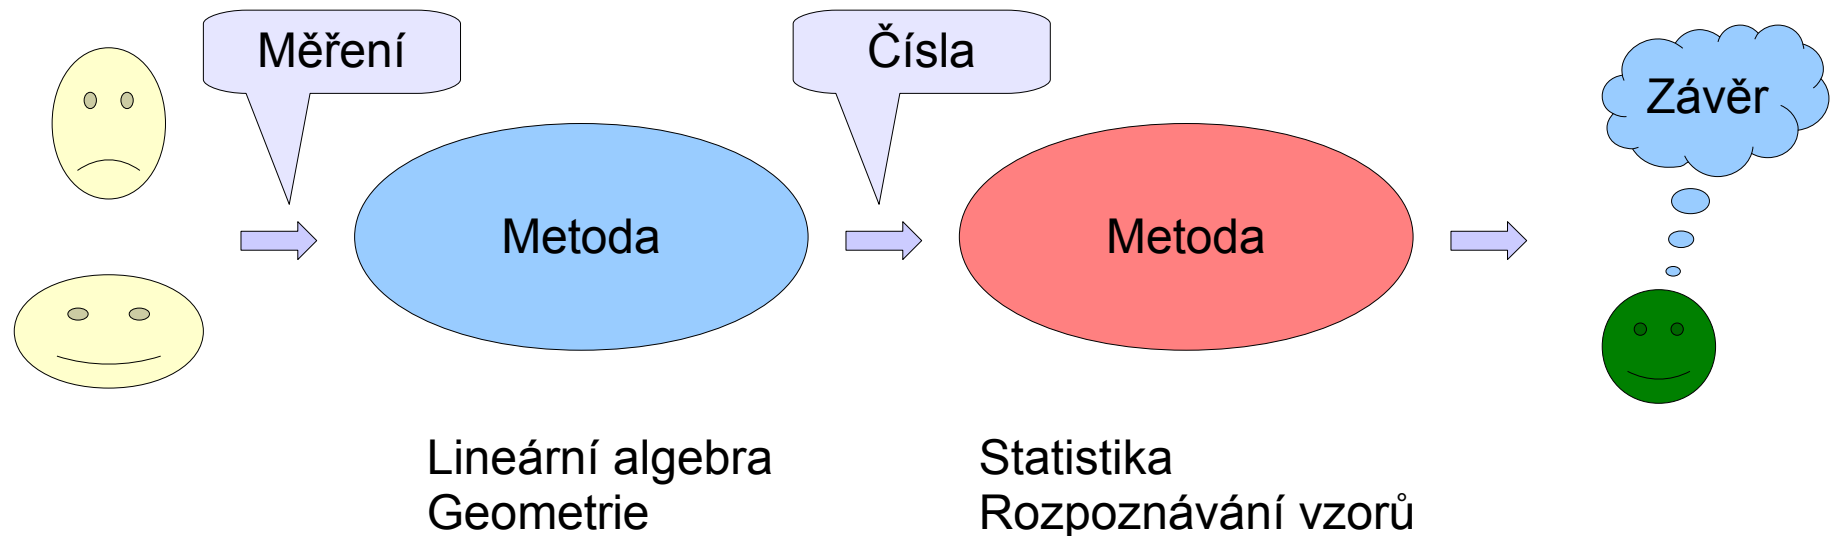 Měření
Čísla
Závěr
Metoda
Metoda
Lineární algebra
Geometrie
Statistika
Rozpoznávání vzorů